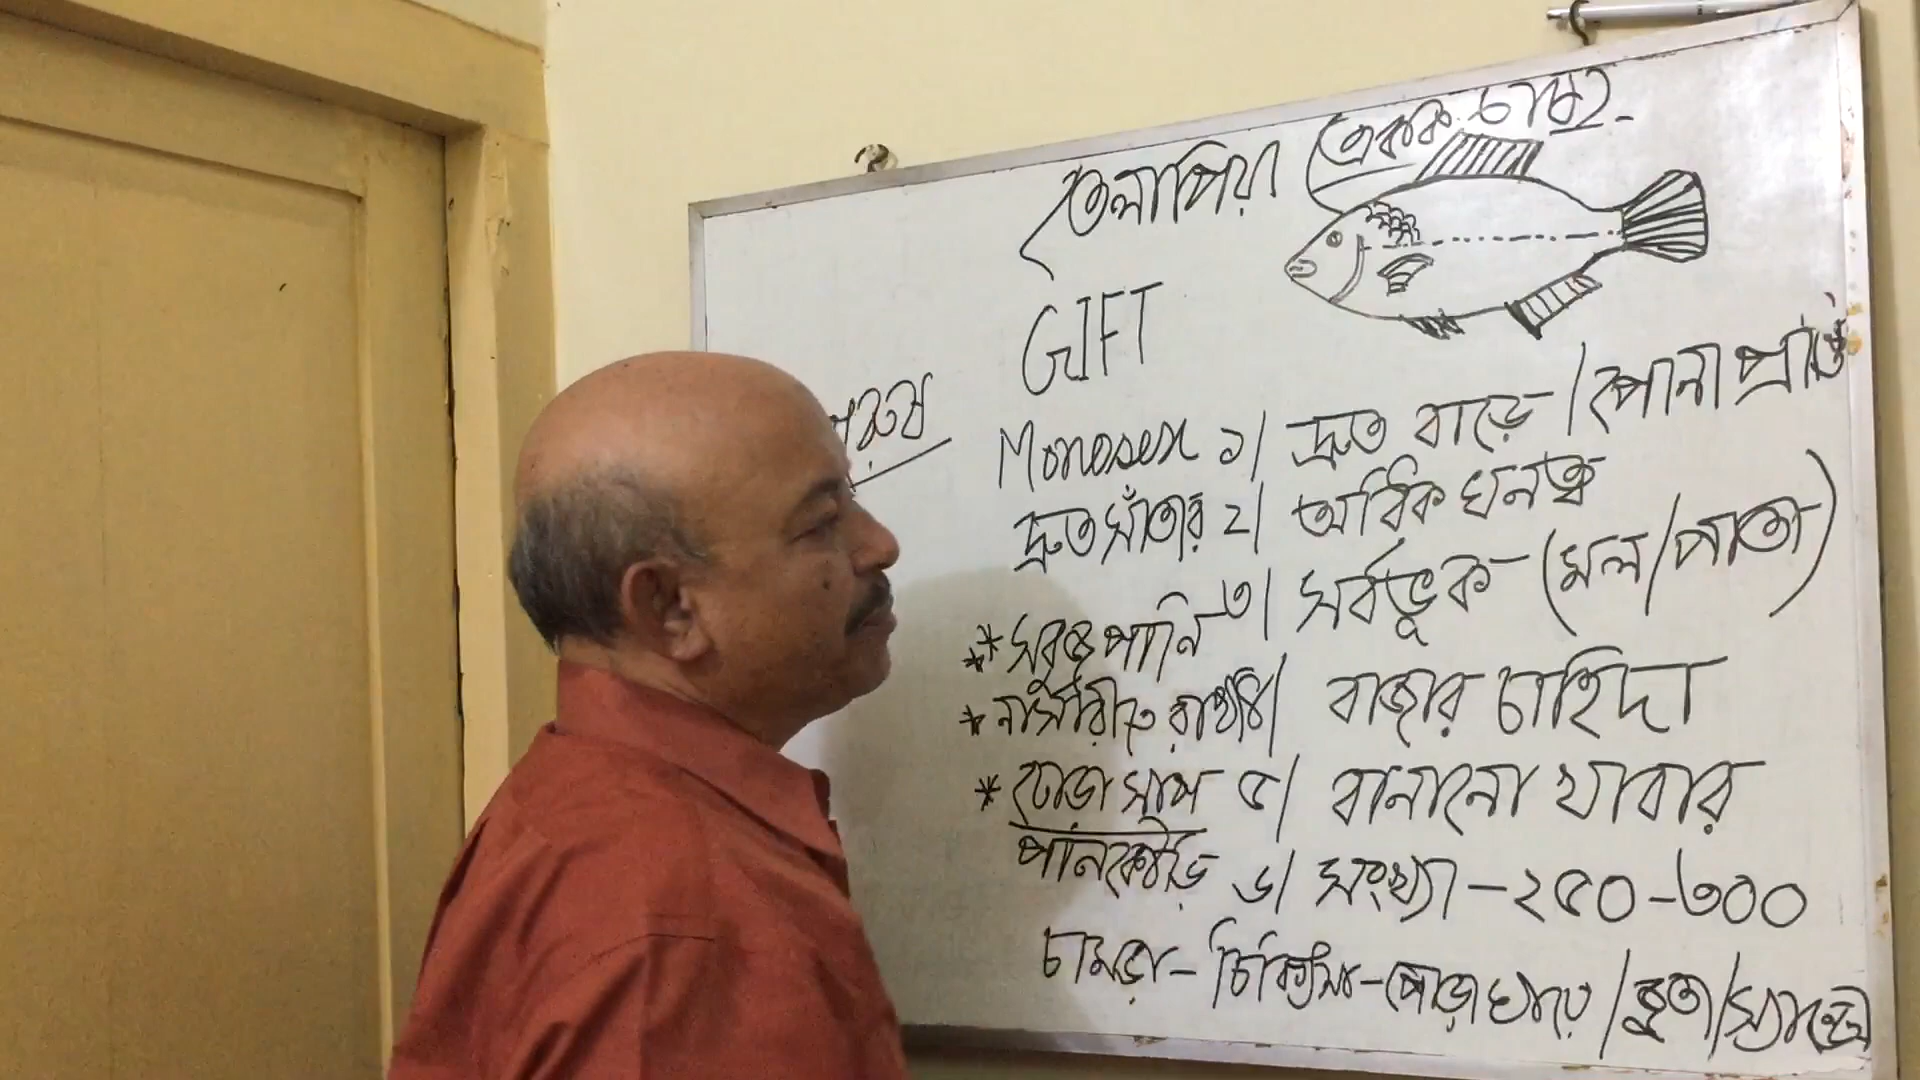 তেলাপিয়া (একক চাষ)
GIFT
পুরুষ
Monosex ১| দ্রুত বাড়ে / পোনা প্রাপ্তি
দ্রুত সাঁতার ২| অধিক ঘনত্ব
** সবুজ পানি ৩| সর্বভূক - (মল/পাতা)
* নার্সারীতে রাখা ৪| বাজার চাহিদা
* ঢোড়া সাপ ৫| বানানো খাবার
পানকৌড়ি ৬| সংখ্যা - ২৫০-৩০০
চামড়া - চিকিৎসা - পোড়া ঘায়ে / জুতা /